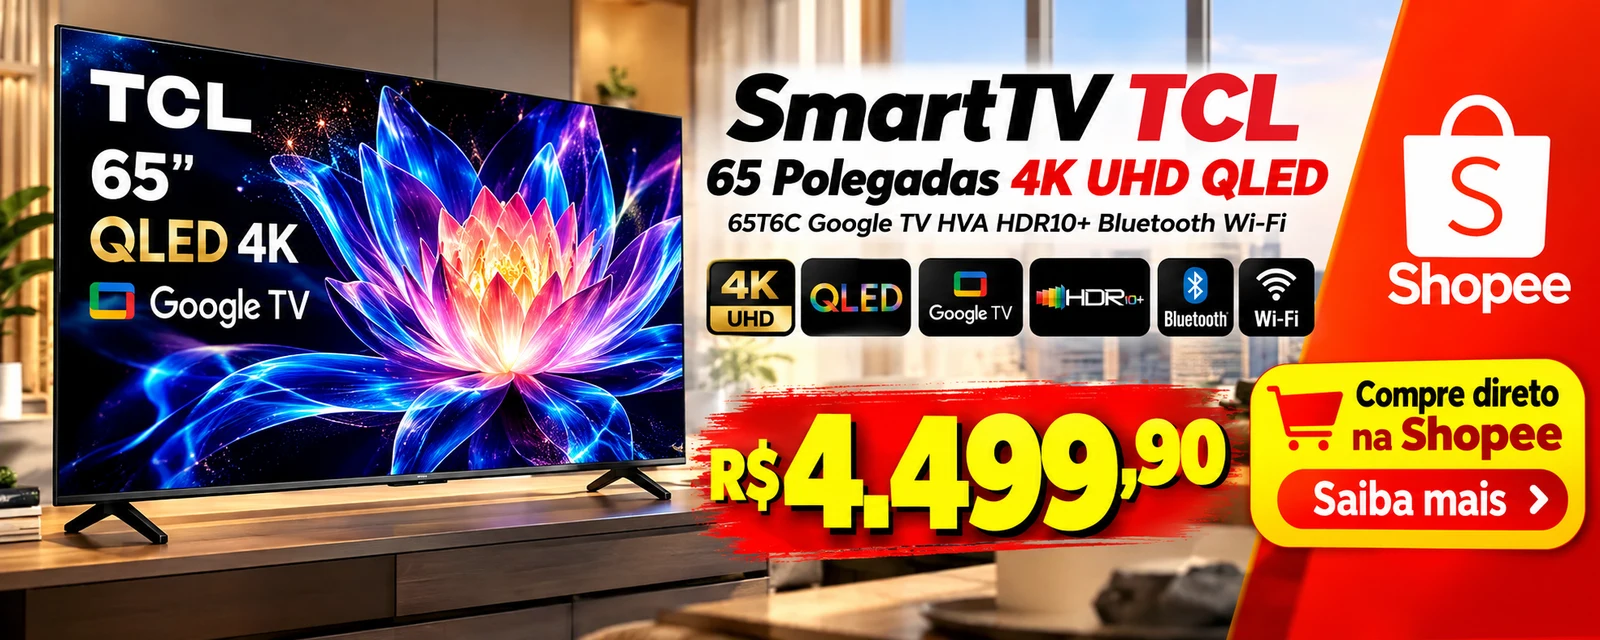 TCL
65”
QLED 4K
Google TV
SmartTV TCL
65 Polegadas 4K UHD QLED
65T6C Google TV HVA HDR10+ Bluetooth Wi-Fi
4K
UHD
QLED
Google TV
HDR10+
Bluetooth
Wi-Fi
R$4.499,90
S
Shopee
Compre direto
na Shopee
Saiba mais